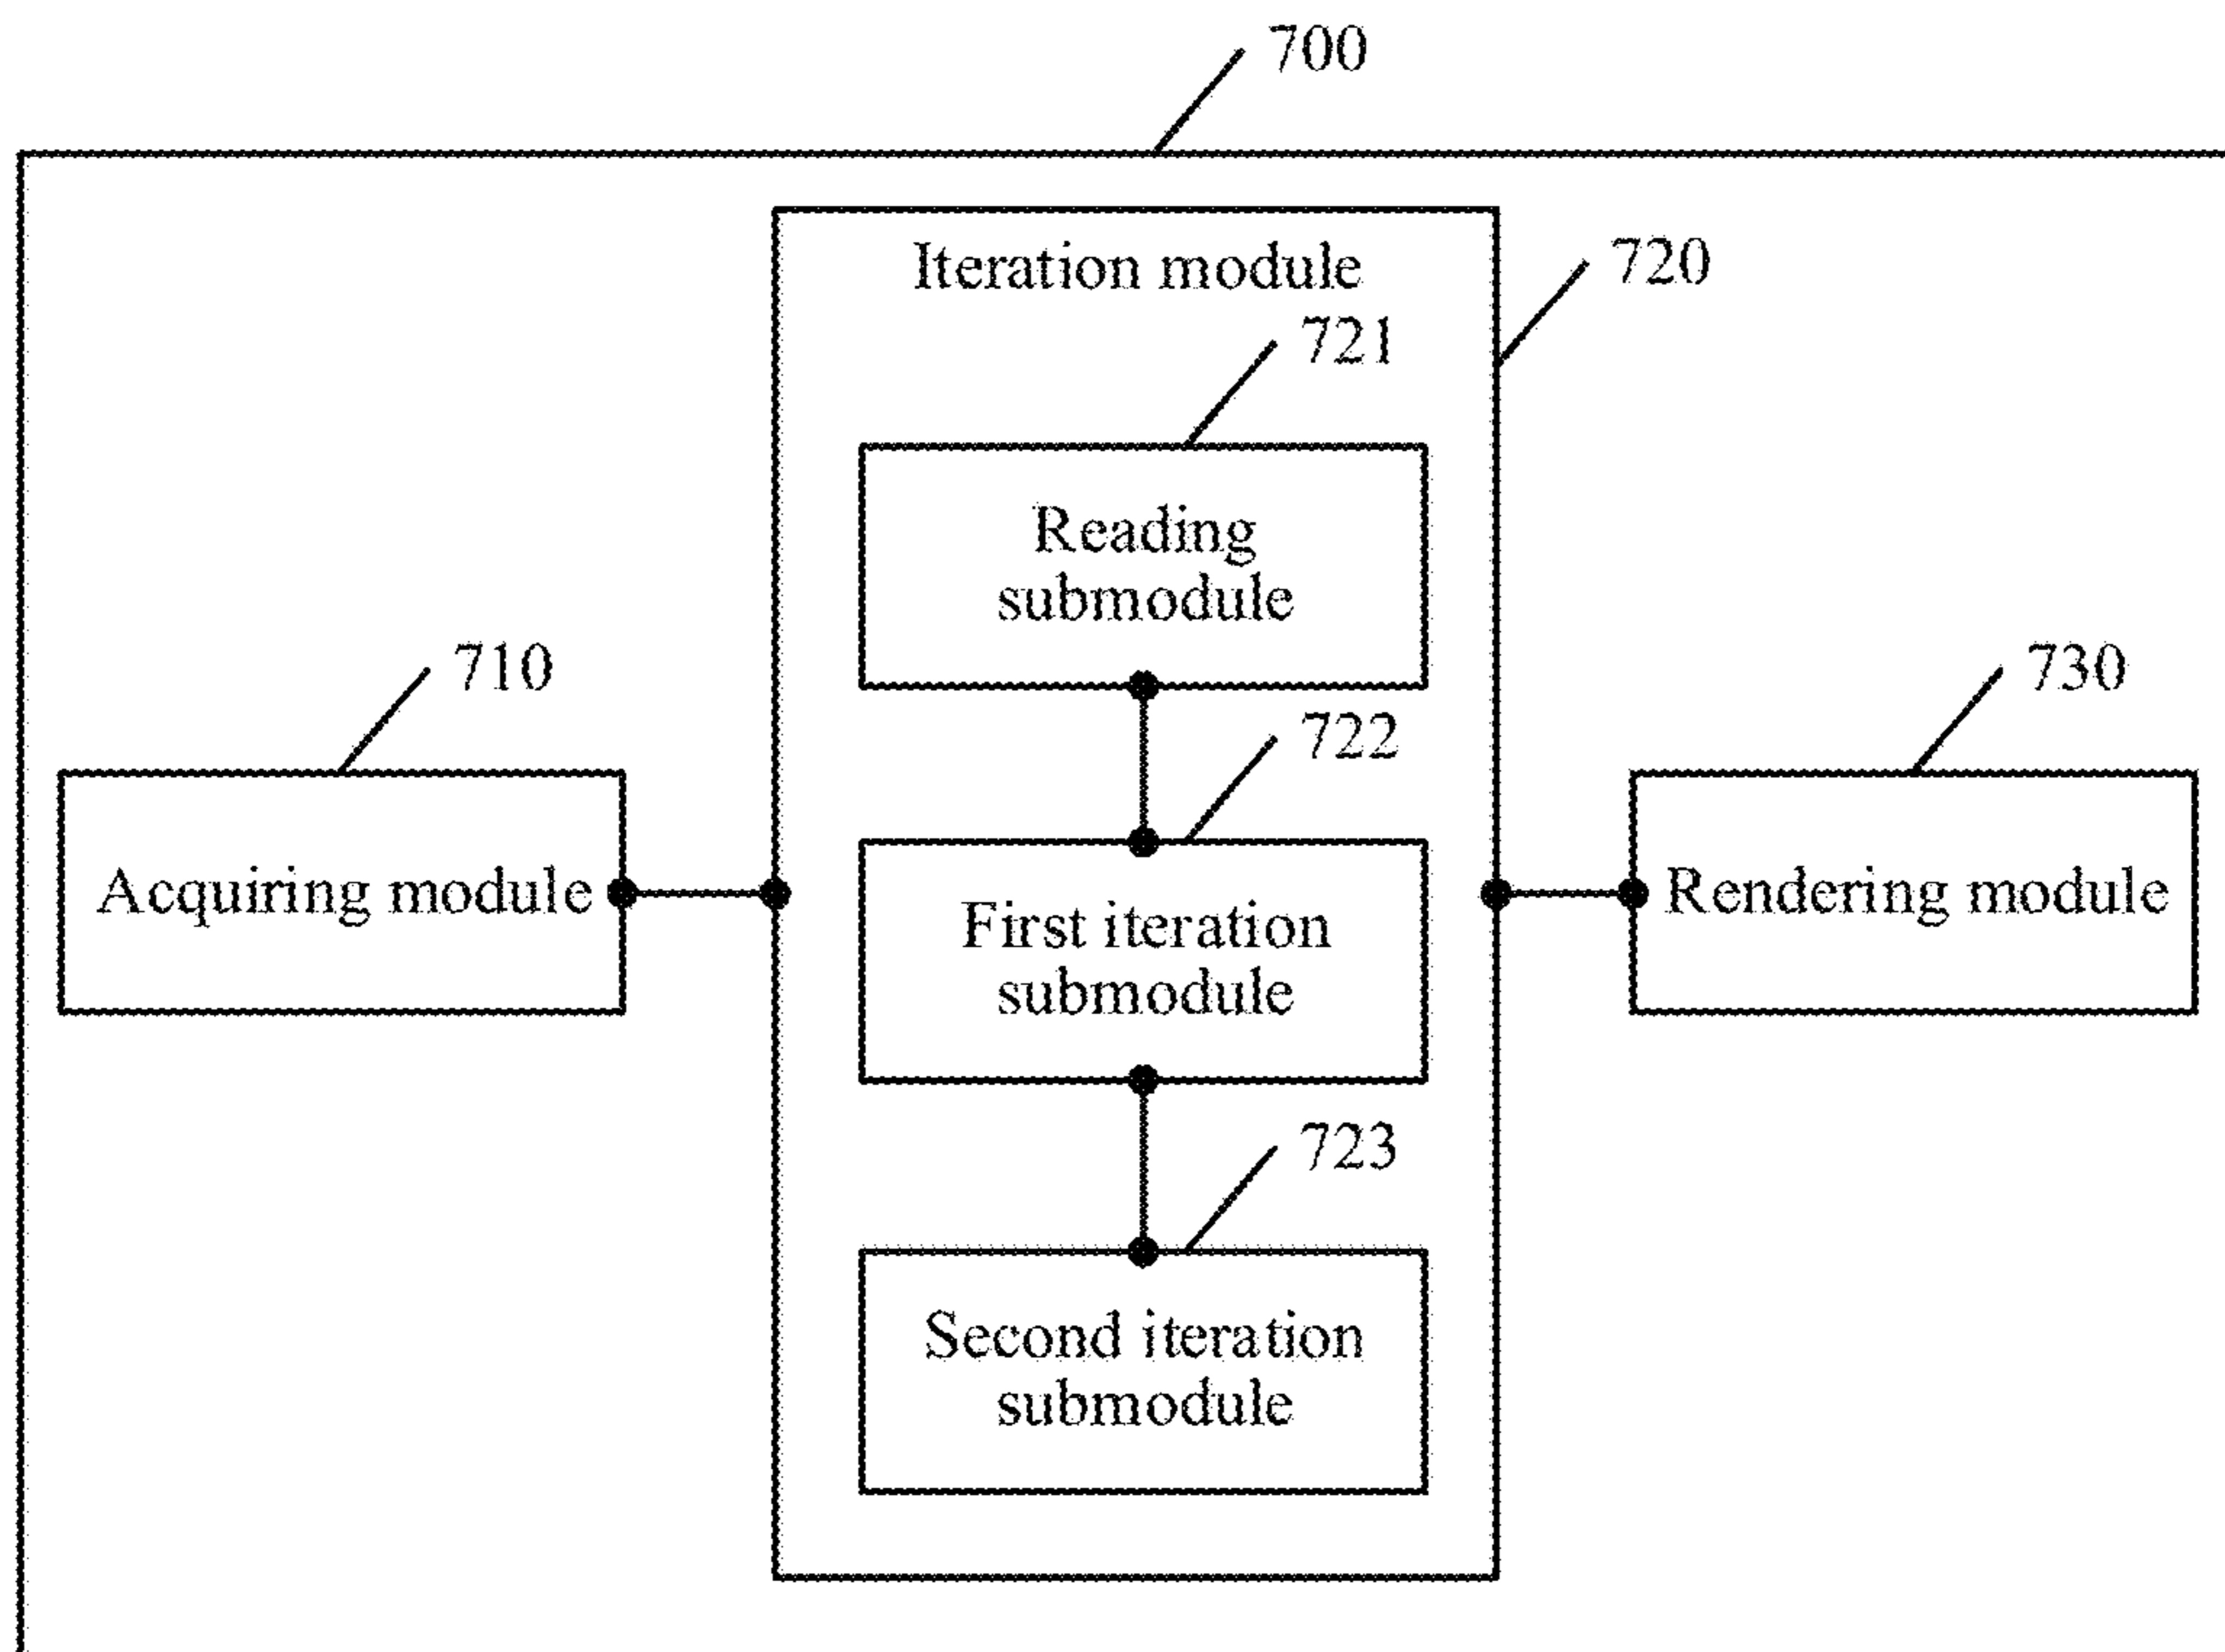 700
Iteration module
720
721
Reading
submodule
710
722
730
Acquiring module
First iteration
submodule
Rendering module
723
Second iteration
submodule